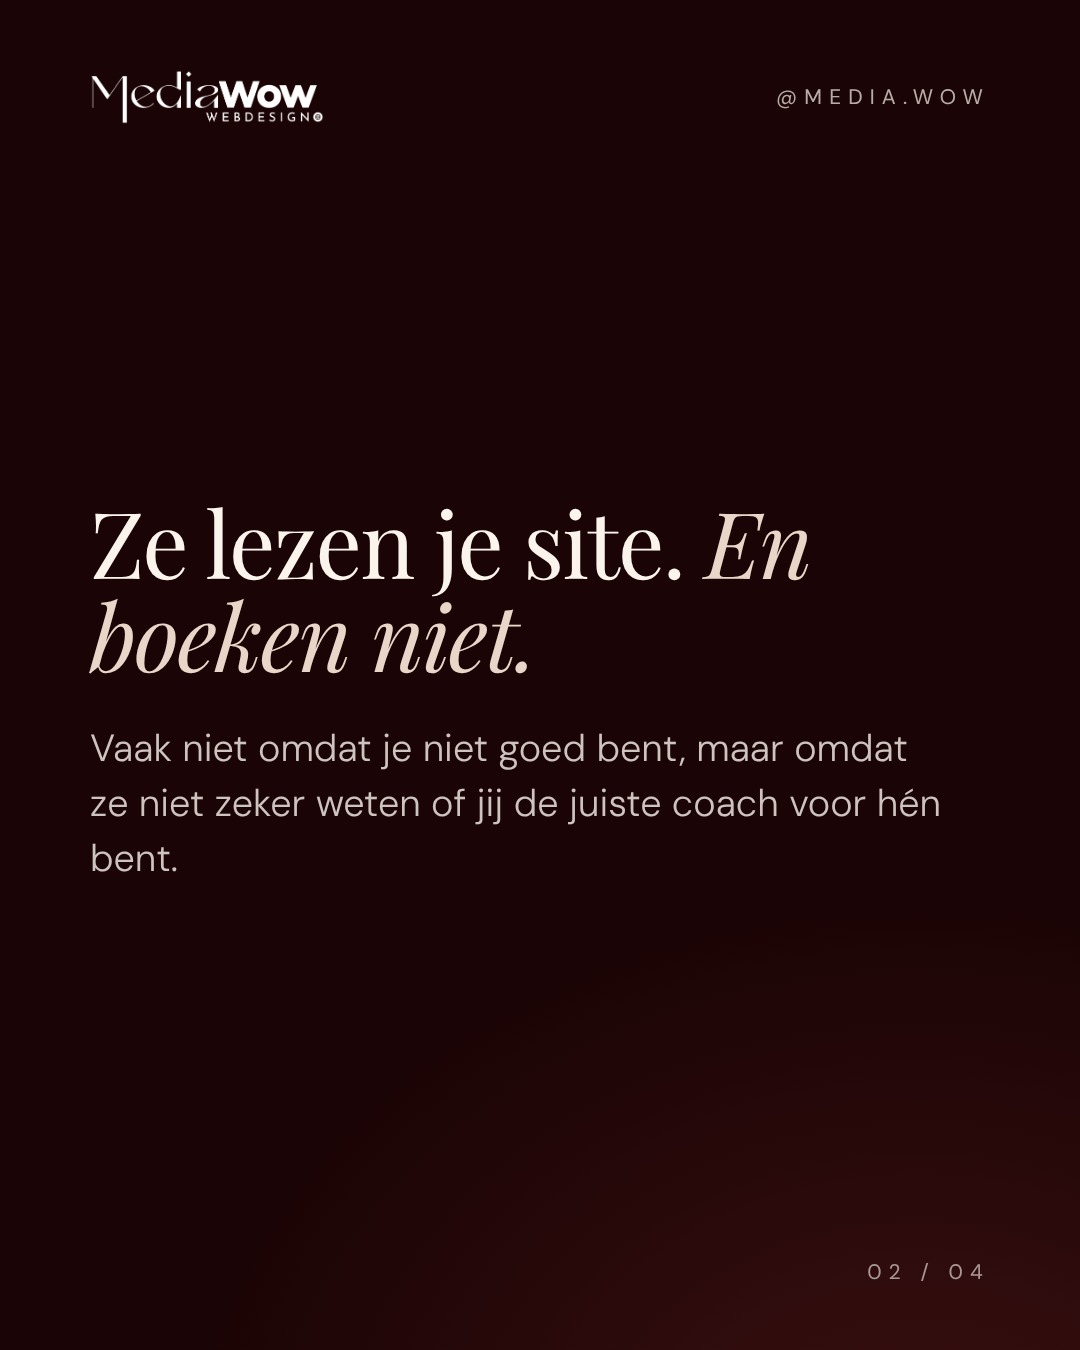 MediaWow
WEBDESIGN
@MEDIA.WOW
Ze lezen je site. En
boeken niet.
Vaak niet omdat je niet goed bent, maar omdat
ze niet zeker weten of jij de juiste coach voor hén
bent.
02 / 04